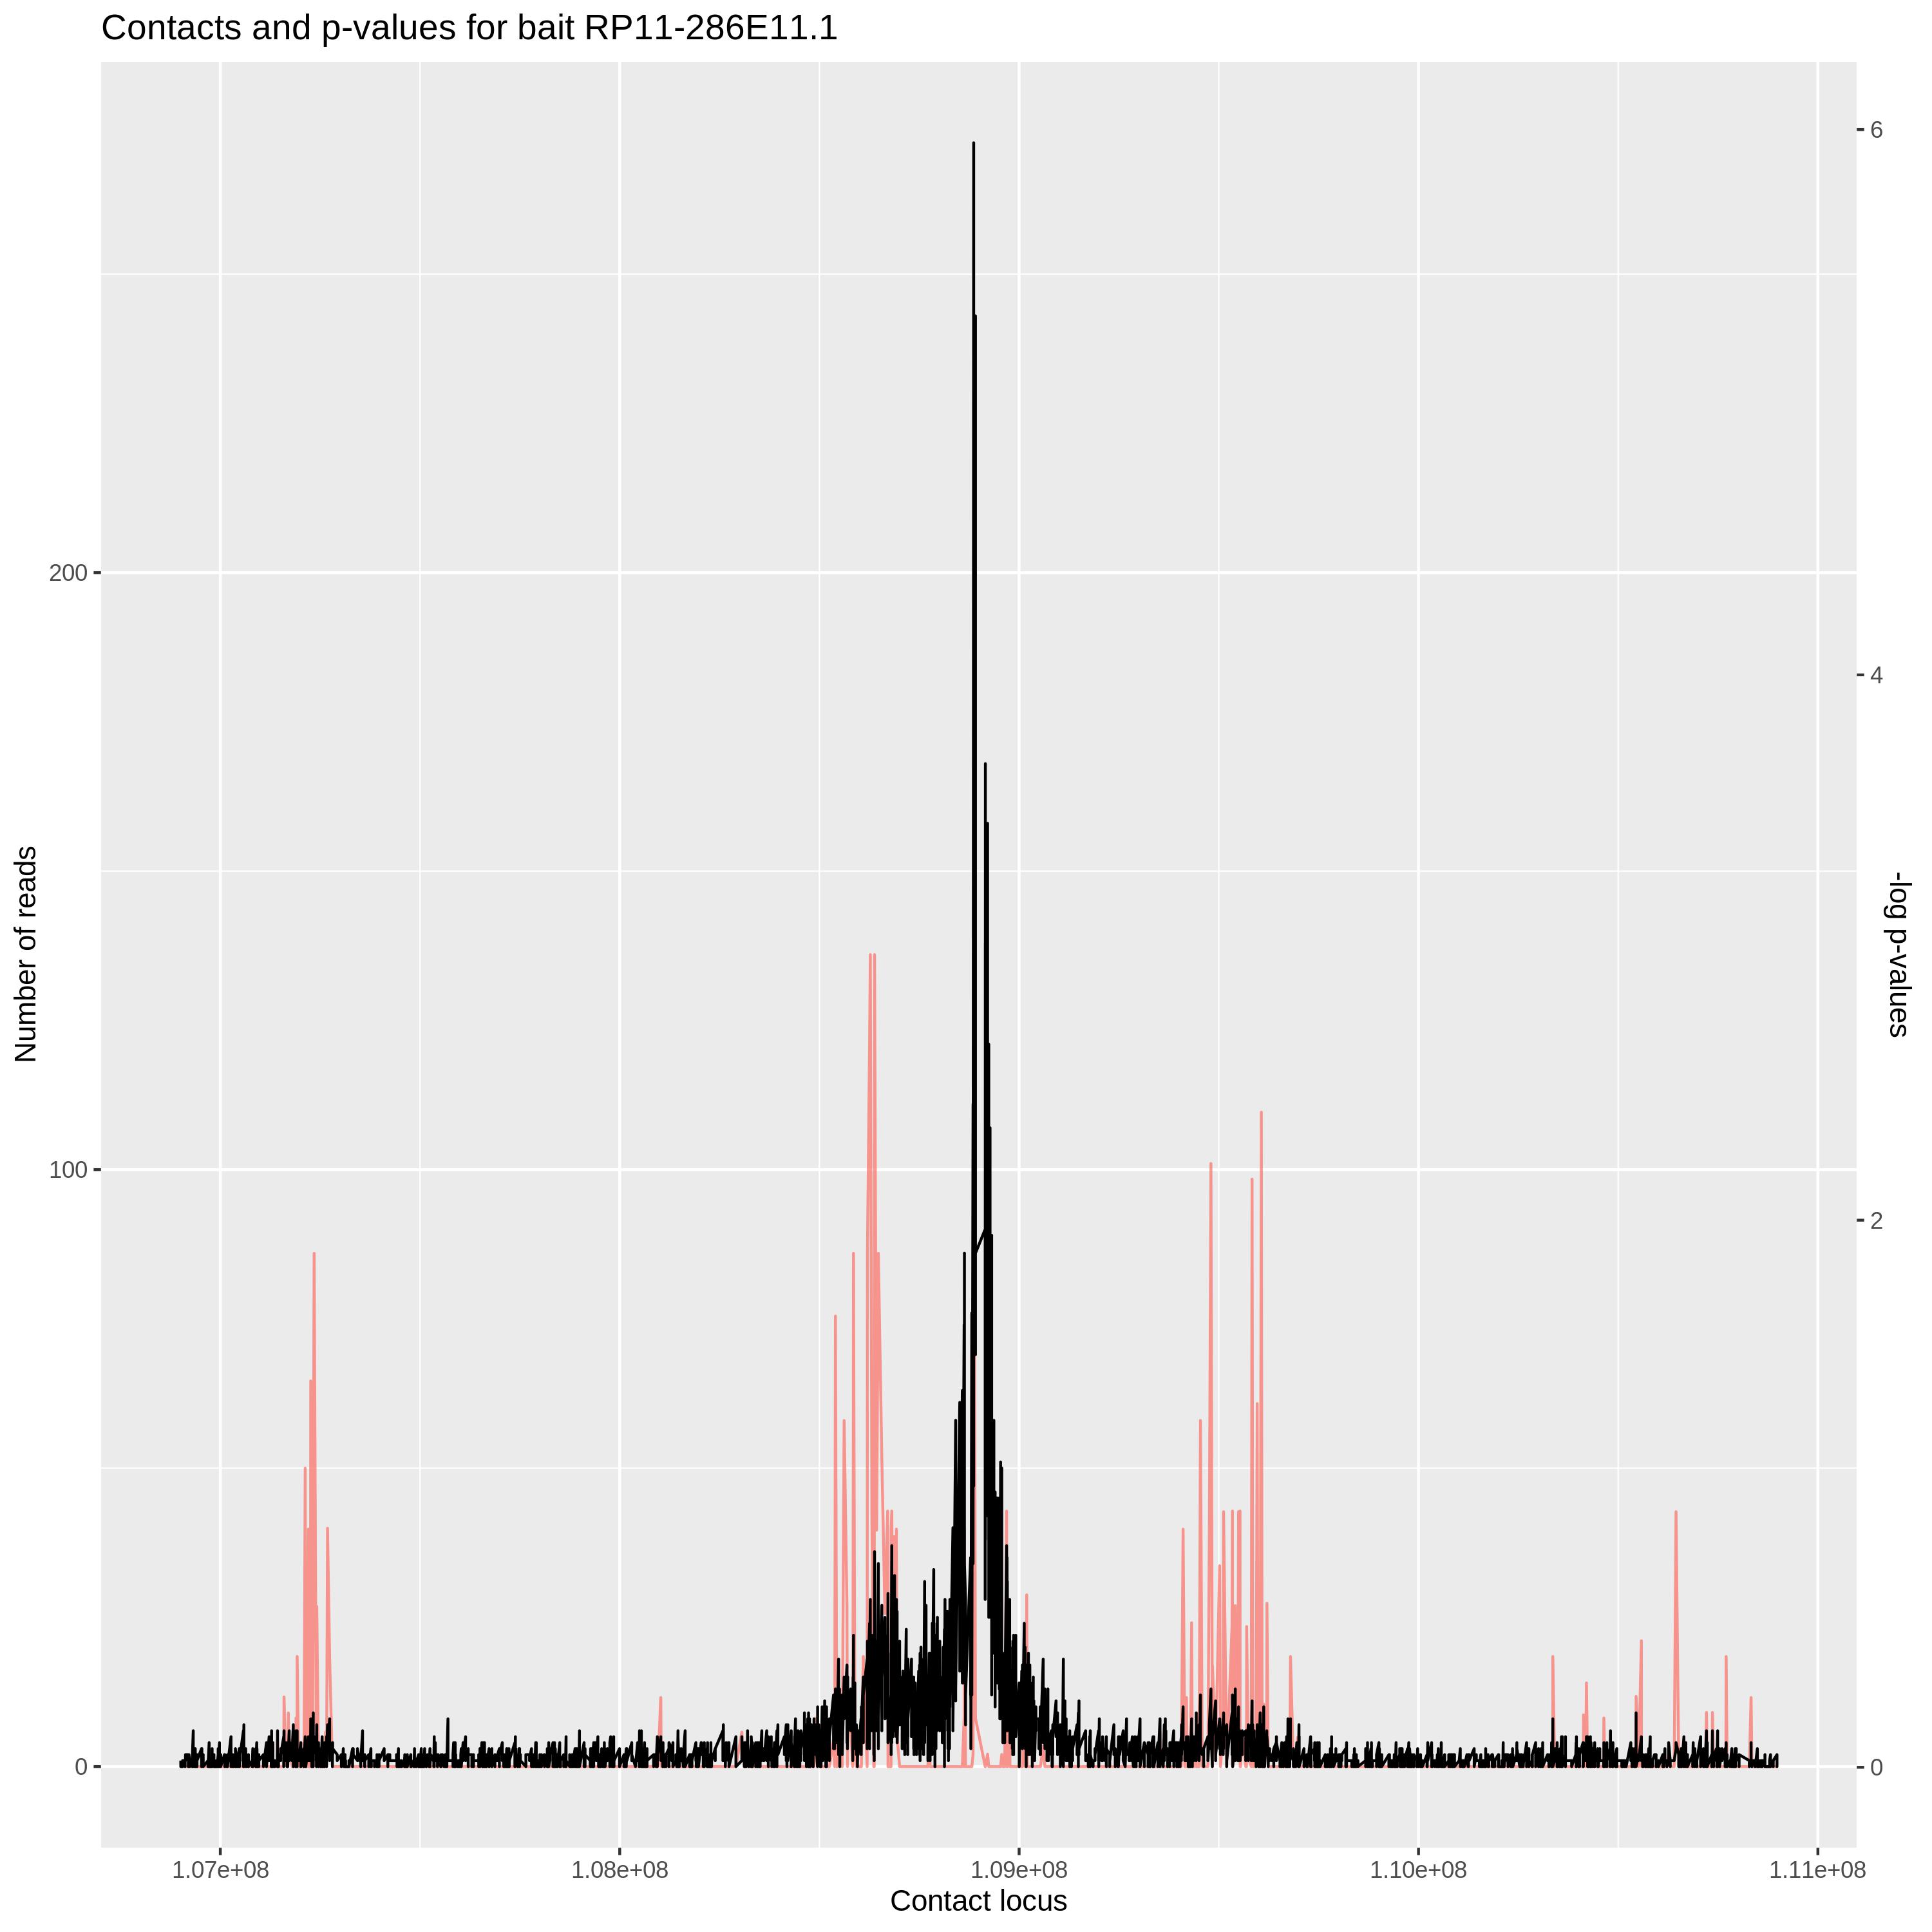 Contacts and p-values for bait RP11-286E11.1
6
200
4
Number of reads
-log p-values
100
2
0
0
1.07e+08
1.08e+08
1.09e+08
1.10e+08
1.11e+08
Contact locus